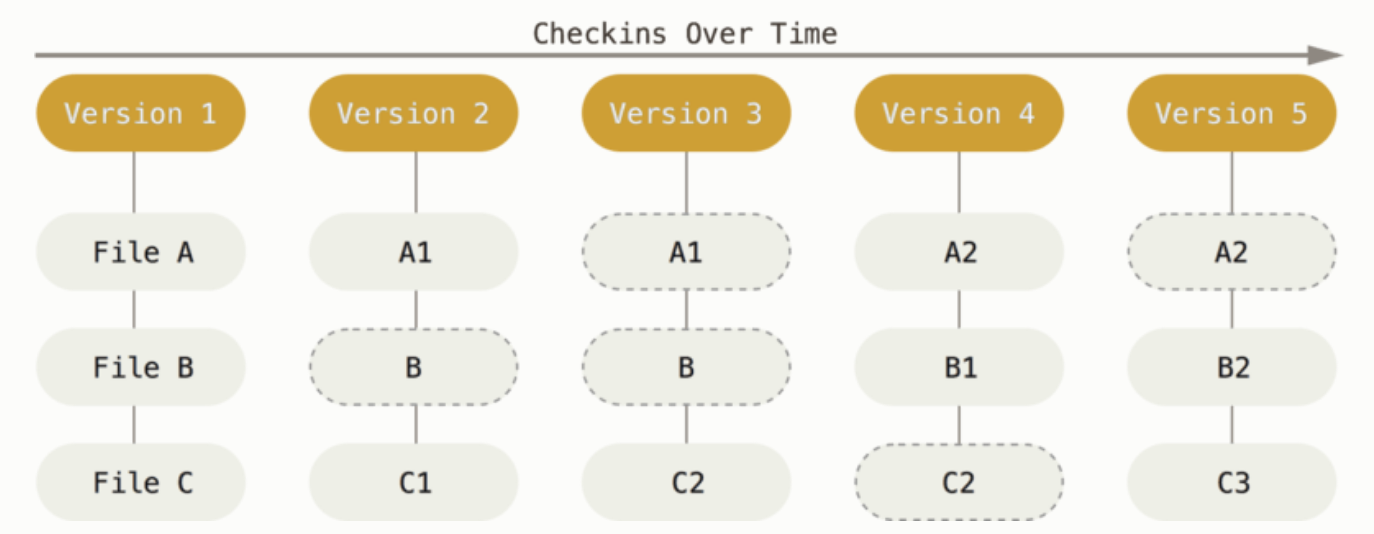 Checkins Over Time
Version 1 Version 2 Version 3 Version 4 Version 5
File A A1 A1 A2 A2
File B B B B1 B2
File C C1 C2 C2 C3